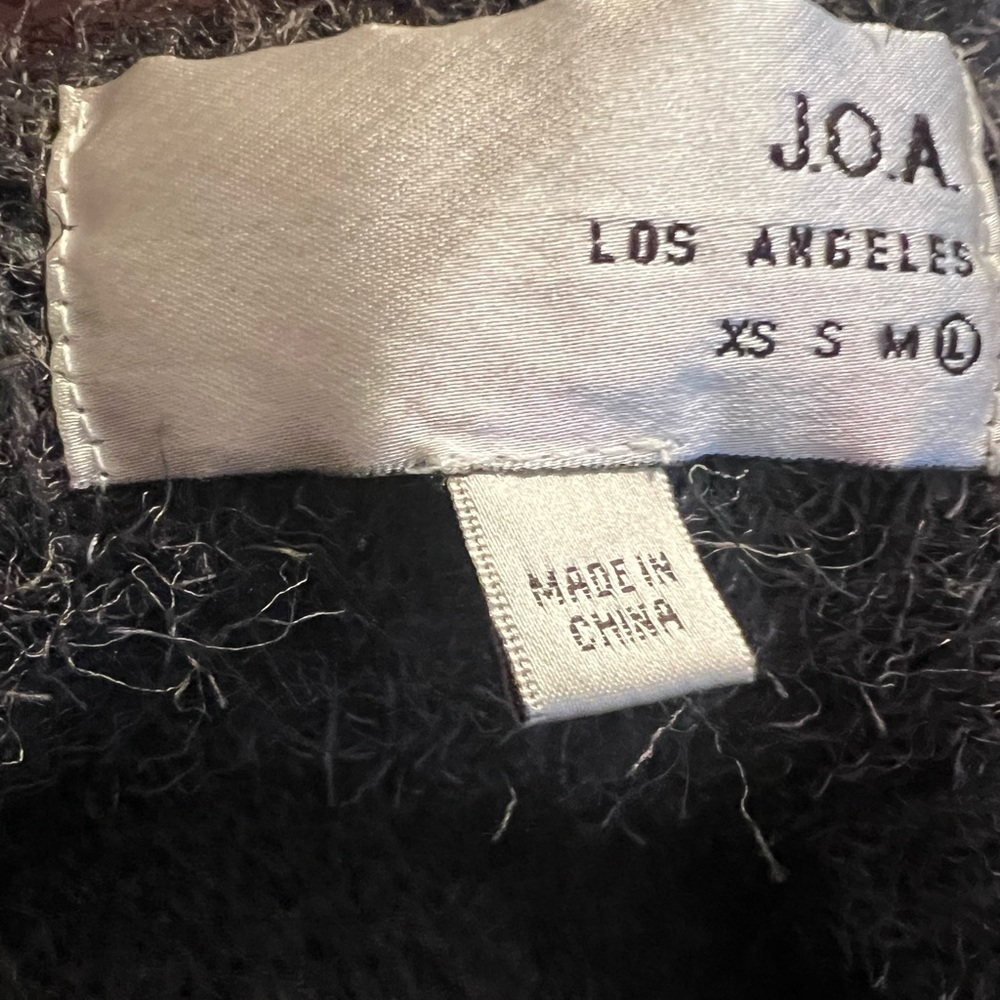 J.O.A.
LOS ANGELES
XS S M L
MADE IN
CHINA